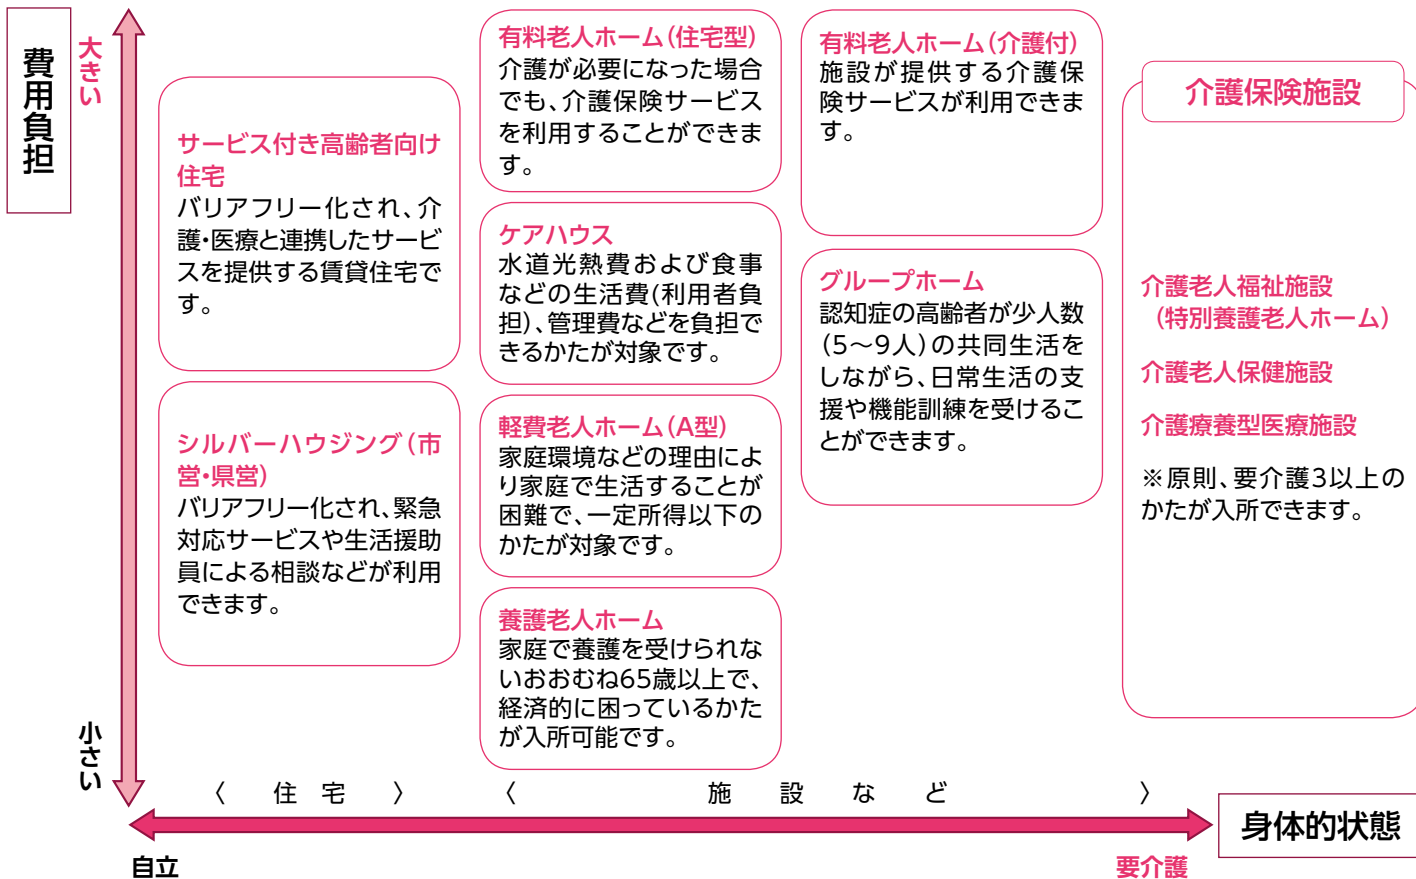 費用負担
大きい
小さい
サービス付き高齢者向け
住宅
バリアフリー化され、介
護・医療と連携したサービ
スを提供する賃貸住宅で
す。
シルバーハウジング（市
営・県営）
バリアフリー化され、緊急
対応サービスや生活援助
員による相談などが利用
できます。
有料老人ホーム（住宅型）
介護が必要になった場合
でも、介護保険サービス
を利用することができま
す。
ケアハウス
水道光熱費および食事
などの生活費(利用者負
担)、管理費などを負担で
きるかたが対象です。
軽費老人ホーム（A型）
家庭環境などの理由によ
り家庭で生活することが
困難で、一定所得以下の
かたが対象です。
養護老人ホーム
家庭で養護を受けられな
いおおむね65歳以上で、
経済的に困っているかた
が入所可能です。
有料老人ホーム（介護付）
施設が提供する介護保
険サービスが利用できま
す。
グループホーム
認知症の高齢者が少人数
（5～9人）の共同生活を
しながら、日常生活の支
援や機能訓練を受けるこ
とができます。
介護保険施設
介護老人福祉施設
（特別養護老人ホーム）
介護老人保健施設
介護療養型医療施設
※原則、要介護3以上の
かたが入所できます。
〈　住　宅　〉
〈　施　設　な　ど　〉
身体的状態
自立
要介護